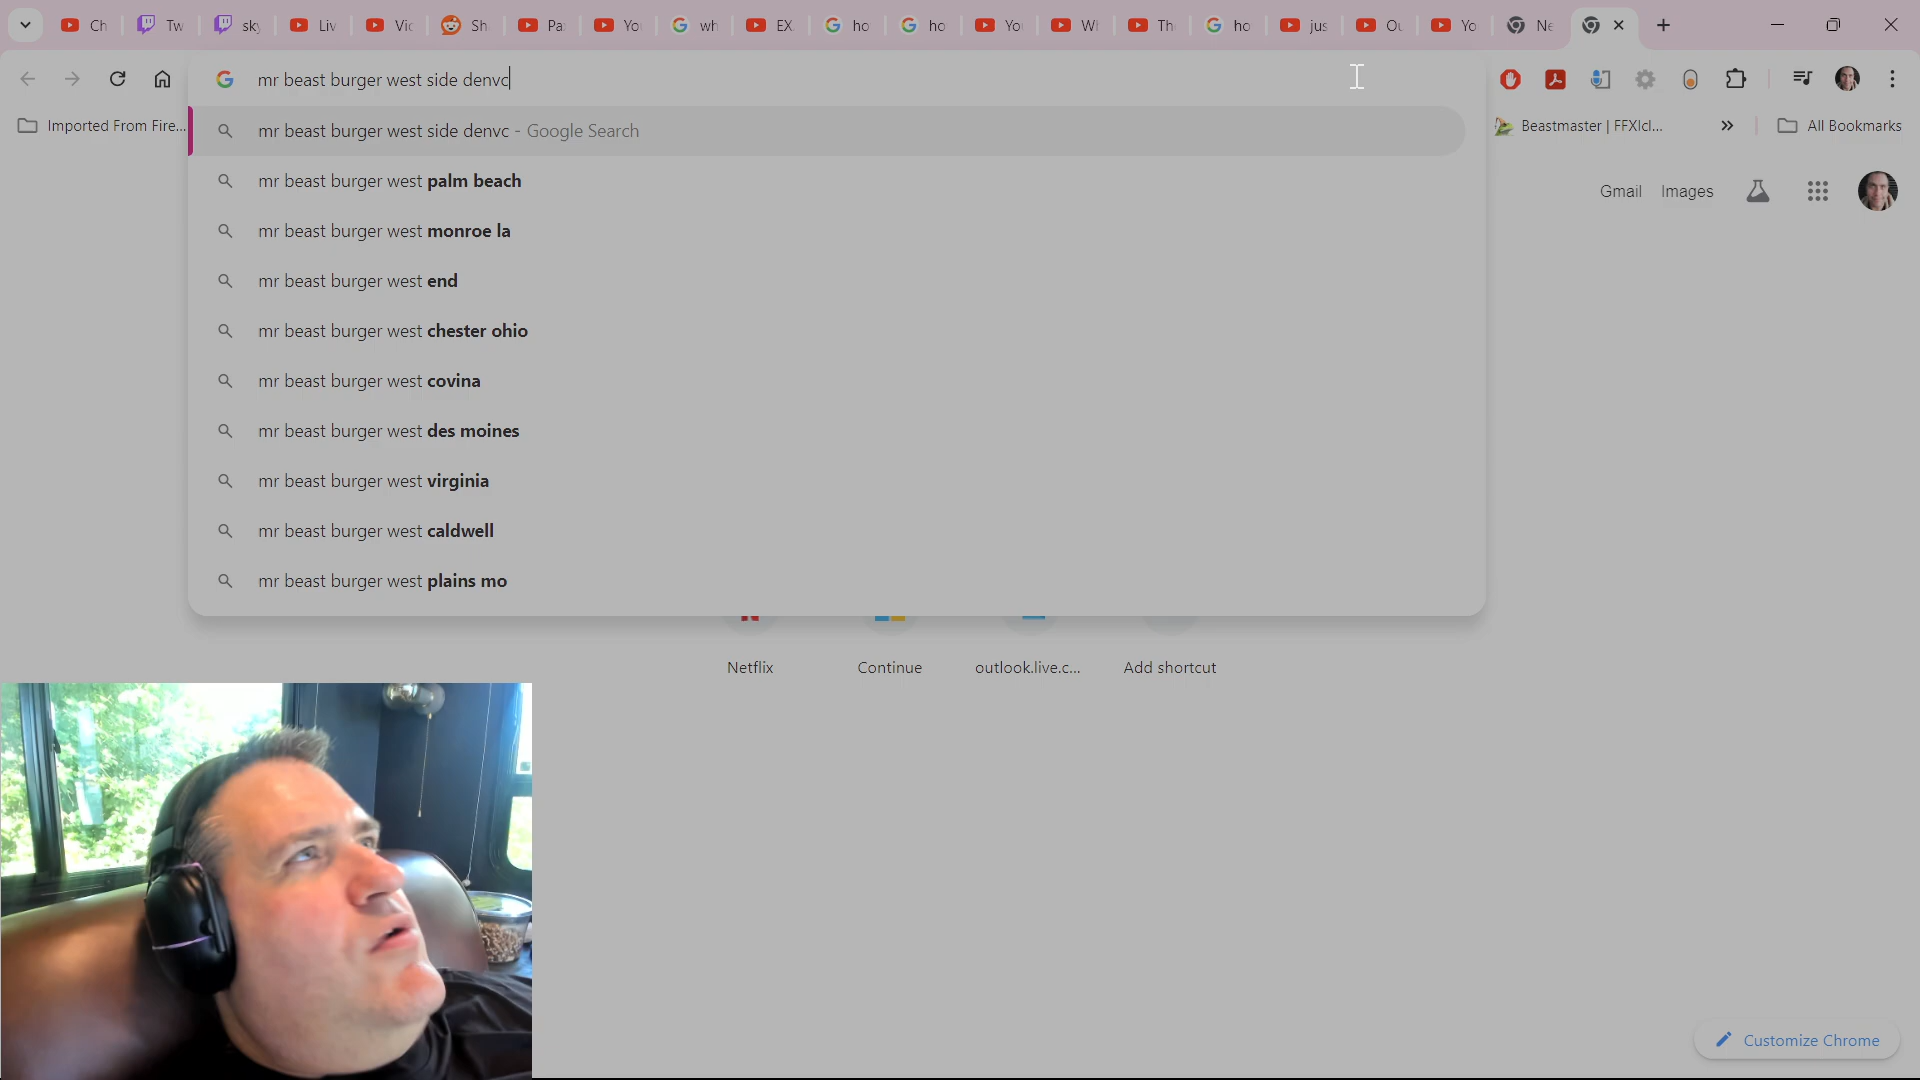 Ch
Tw
sky
Liv
Vic
Sh
Pa
Yo
wh
EX
ho
ho
Yo
Wh
Th
ho
jus
Ou
Yo
Ne
mr beast burger west side denvc
Imported From Fire...
mr beast burger west side denvc - Google Search
Beastmaster | FFXIcl...
All Bookmarks
mr beast burger west palm beach
Gmail
Images
mr beast burger west monroe la
mr beast burger west end
mr beast burger west chester ohio
mr beast burger west covina
mr beast burger west des moines
mr beast burger west virginia
mr beast burger west caldwell
mr beast burger west plains mo
Netflix
Continue
outlook.live.c...
Add shortcut
Customize Chrome